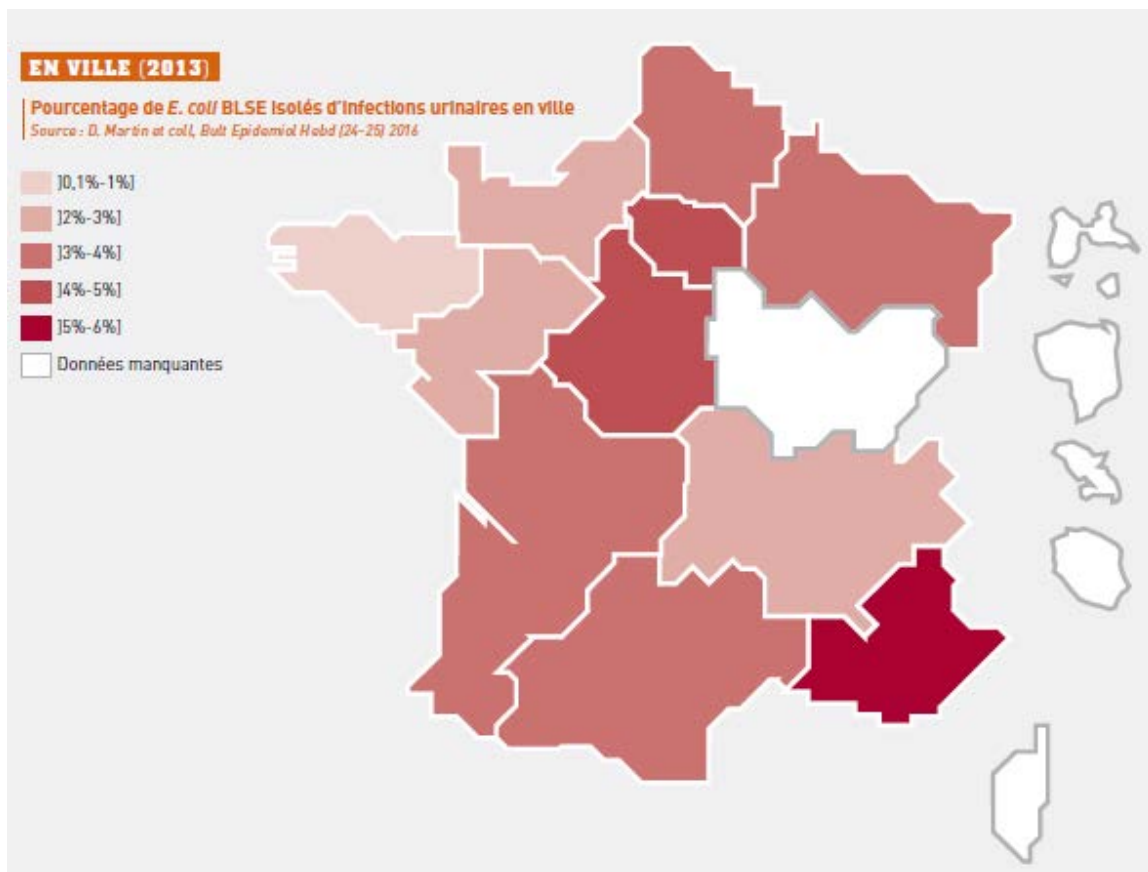 EN VILLE (2013)
Pourcentage de E. coli BLSE isolés d'infections urinaires en ville
Source : D. Martin et coll, Bult Epidemiol Hebd (24-25) 2016
]0,1%-1%]
]2%-3%]
]3%-4%]
]4%-5%]
]5%-6%]
Données manquantes